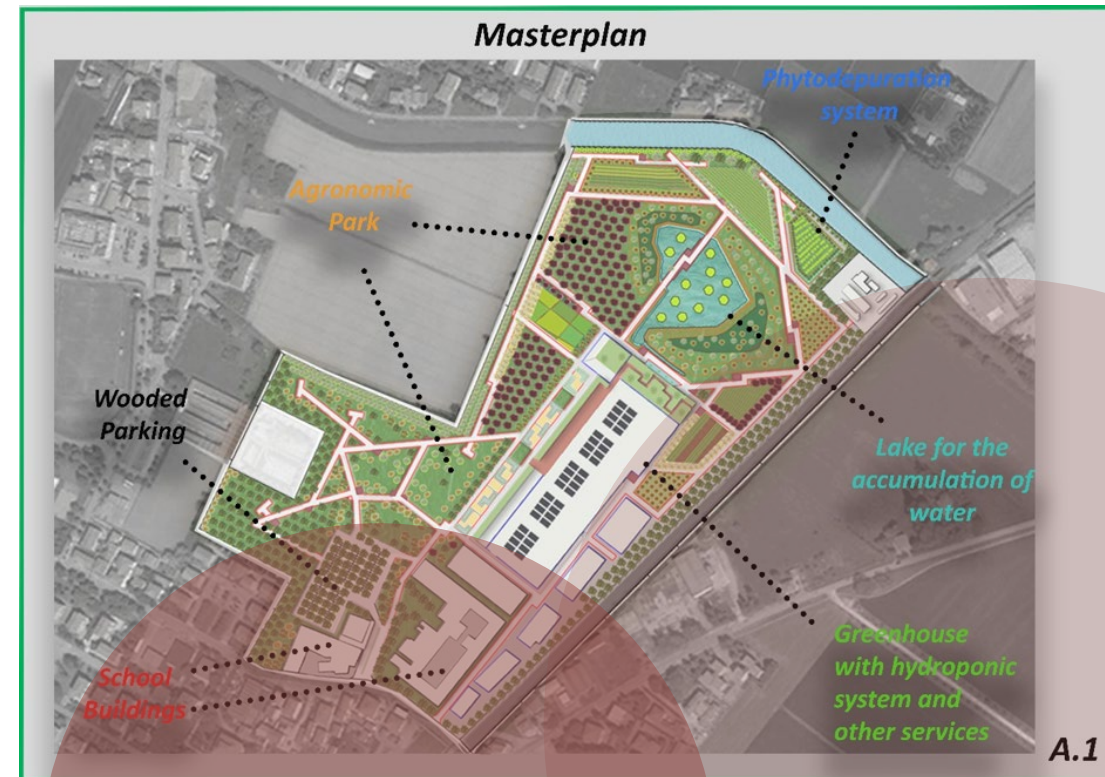 Masterplan
Phytodepuration
system
Agronomic
Park
Wooded
Parking
Lake for the
accumulation of
water
Greenhouse
with hydroponic
system and
other services
School
Buildings
A.1